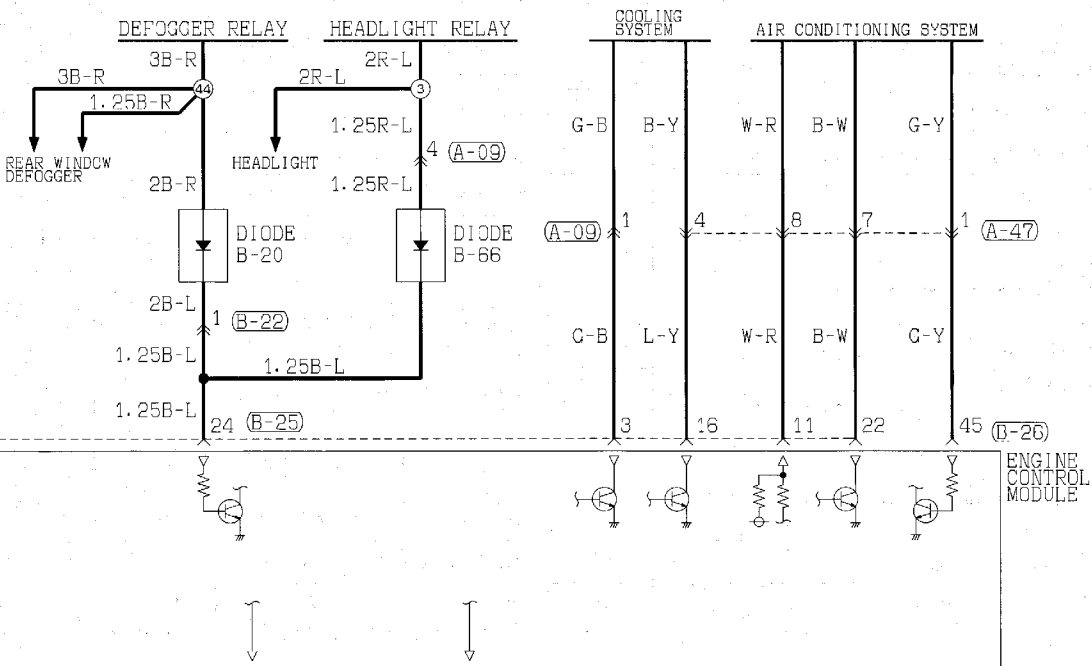 DEFOGGER RELAY
HEADLIGHT RELAY
COOLING
SYSTEM
AIR CONDITIONING SYSTEM
3B-R
2R-L
3B-R
44
2R-L
3
1.25B-R
1.25R-L
G-B
B-Y
W-R
B-W
G-Y
REAR WINDOW
DEFOGGER
HEADLIGHT
4
A-09
2B-R
1.25R-L
DIODE
B-20
DIODE
B-66
A-09
1
4
8
7
1
A-47
2B-L
1
B-22
1.25B-L
1.25B-L
G-B
L-Y
W-R
B-W
G-Y
1.25B-L
24
B-25
3
16
11
22
45
B-26
ENGINE
CONTROL
MODULE